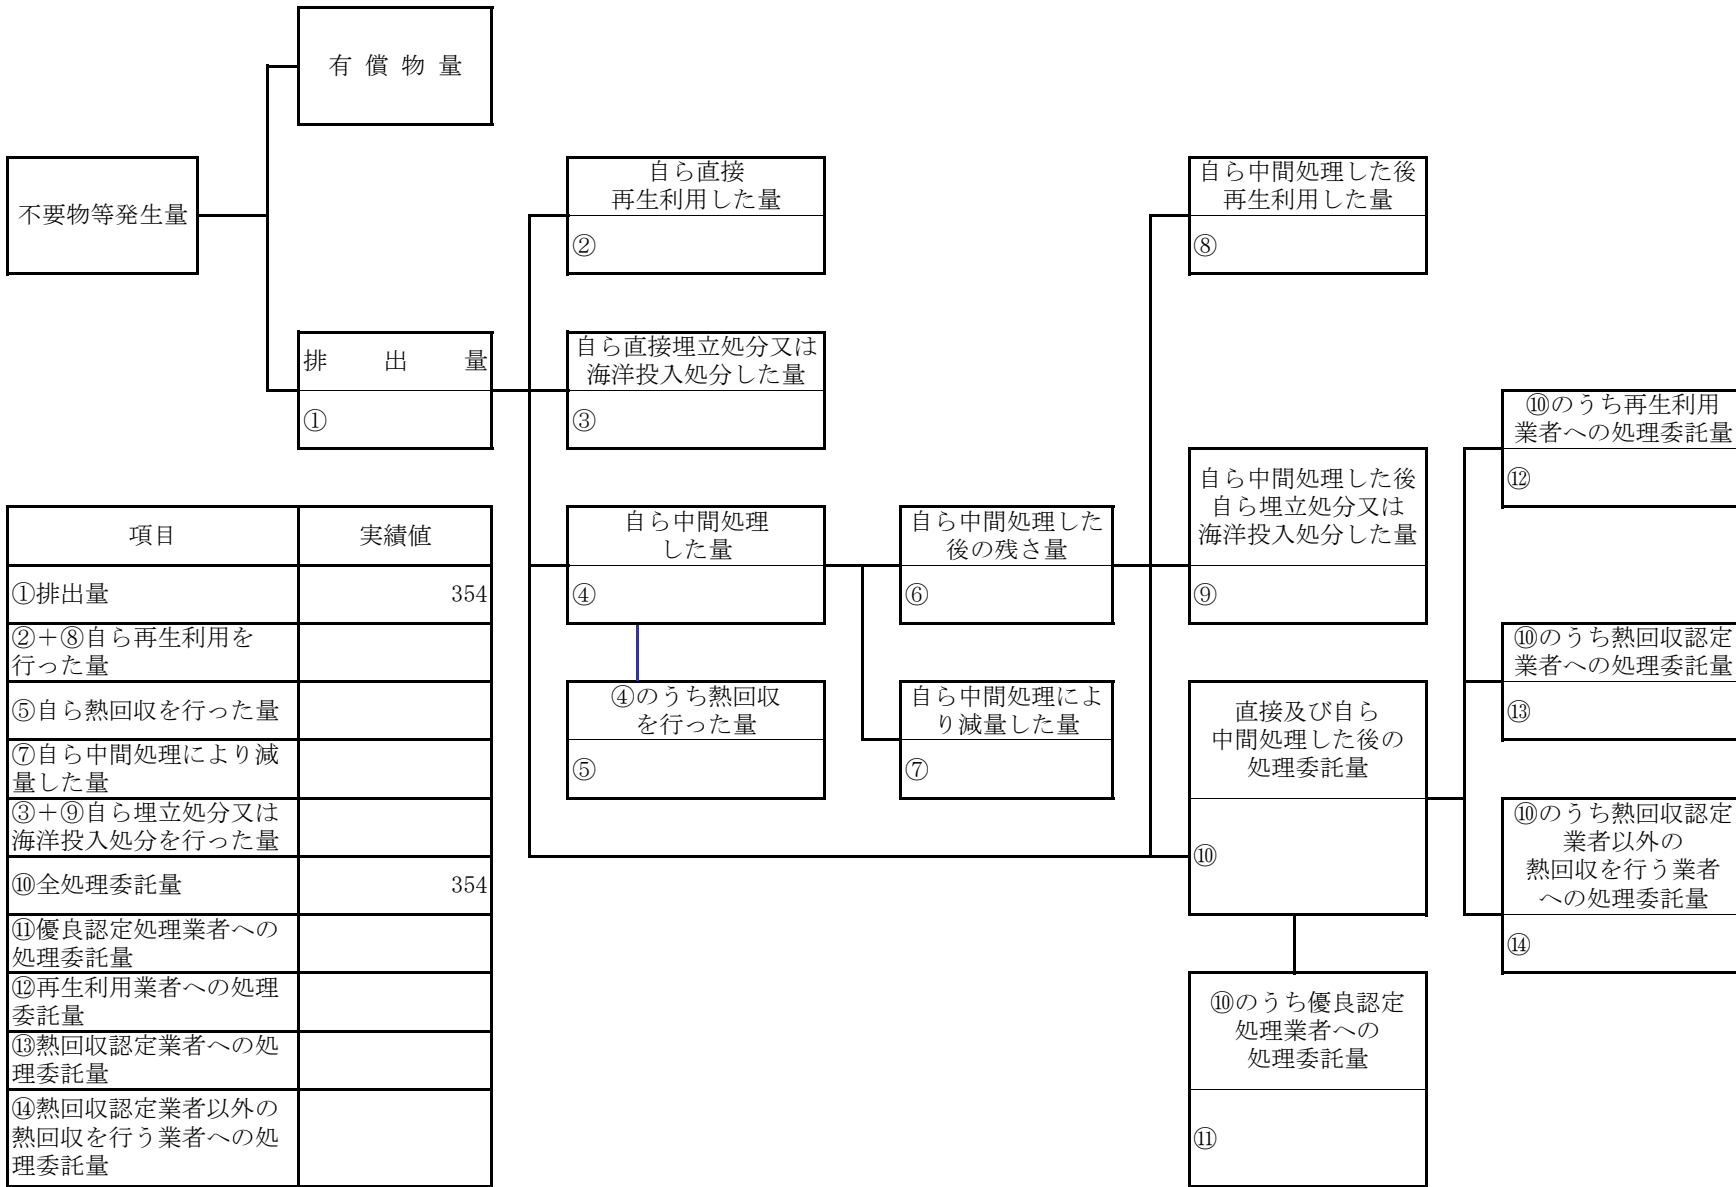 有 償 物 量
不要物等発生量
自ら直接
再生利用した量
②
自ら中間処理した後
再生利用した量
⑧
排 出 量
①
自ら直接埋立処分又は
海洋投入処分した量
③
⑩のうち再生利用
業者への処理委託量
⑫
自ら中間処理した後
自ら埋立処分又は
海洋投入処分した量
⑨
自ら中間処理
した量
④
自ら中間処理した
後の残さ量
⑥
④のうち熱回収
を行った量
⑤
自ら中間処理によ
り減量した量
⑦
直接及び自ら
中間処理した後の
処理委託量
⑩
⑩のうち熱回収認定
業者への処理委託量
⑬
⑩のうち熱回収認定
業者以外の
熱回収を行う業者
への処理委託量
⑭
⑩のうち優良認定
処理業者への
処理委託量
⑪
項目 実績値
①排出量 354
②+⑧自ら再生利用を
行った量
⑤自ら熱回収を行った量
⑦自ら中間処理により減
量した量
③+⑨自ら埋立処分又は
海洋投入処分を行った量
⑩全処理委託量 354
⑪優良認定処理業者への
処理委託量
⑫再生利用業者への処理
委託量
⑬熱回収認定業者への処
理委託量
⑭熱回収認定業者以外の
熱回収を行う業者への処
理委託量